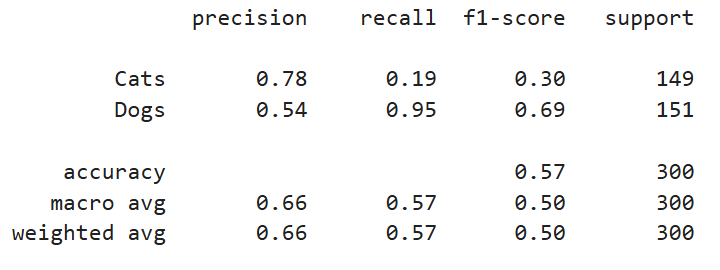 precision recall f1-score support
Cats 0.78 0.19 0.30 149
Dogs 0.54 0.95 0.69 151
accuracy 0.57 300
macro avg 0.66 0.57 0.50 300
weighted avg 0.66 0.57 0.50 300